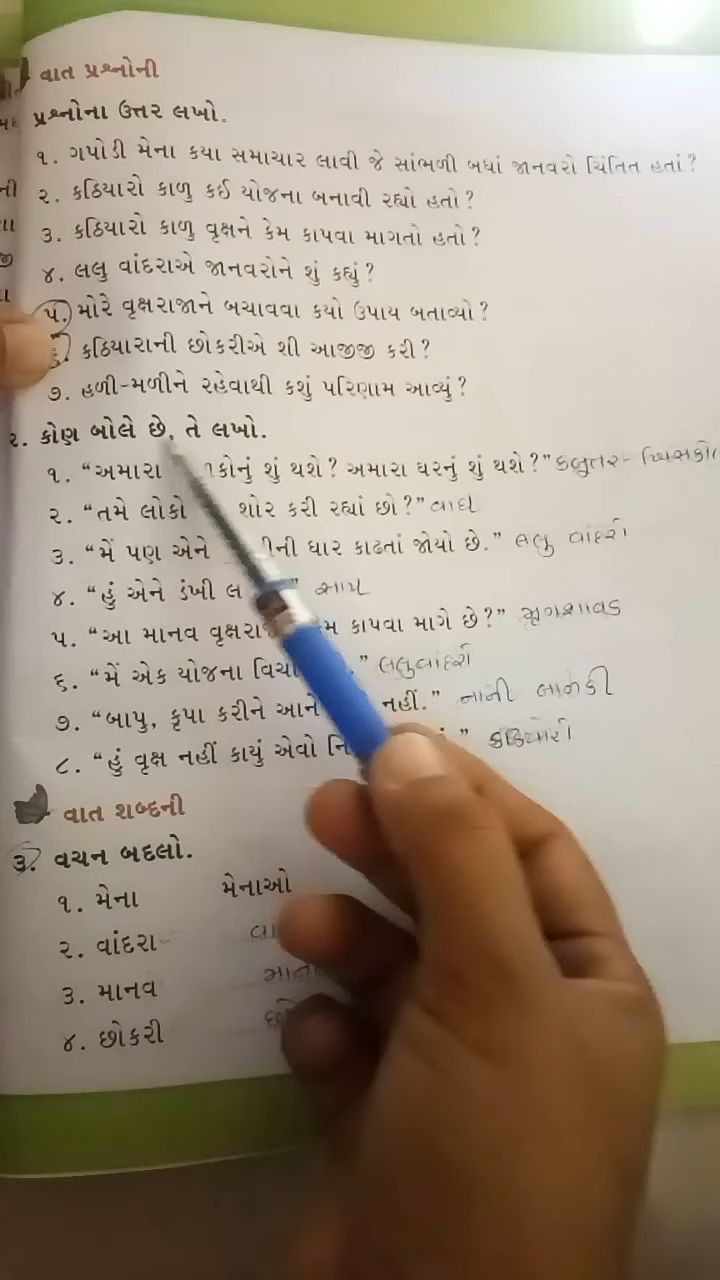 વાત પ્રશ્નોની
પ્રશ્નોના ઉત્તર લખો.
૧. ગપોડી મેના કયા સમાચાર લાવી જે સાંભળી બધાં જાનવરો ચિંતિત હતાં?
૨. કઠિયારો કાળુ કઈ યોજના બનાવી રહ્યો હતો?
૩. કઠિયારો કાળુ વૃક્ષને કેમ કાપવા માગતો હતો?
૪. લલુ વાંદરાએ જાનવરોને શું કહ્યું?
૫. મોરે વૃક્ષરાજાને બચાવવા કયો ઉપાય બતાવ્યો?
૬. કઠિયારાની છોકરીએ શી આજીજી કરી?
૭. હળી-મળીને રહેવાથી કશું પરિણામ આવ્યું?
૨. કોણ બોલે છે, તે લખો.
૧. “અમારા શું થશે? અમારા ઘરનું શું થશે?”
૨. “તમે લોકો શોર કરી રહ્યાં છો?” વાઘ
૩. “મેં પણ એને ધાર કાઢતાં જોયો છે.” લલુ વાંદરો
૪. “હું એને ડંખી ” સાપ
૫. “આ માનવ કાપવા માગે છે?” મૃગશાવક
૬. “મેં એક યોજના ” લલુવાંદરો
૭. “બાપુ, કૃપા કરીને આને નહીં.” નાની જાનકી
૮. “હું વૃક્ષ નહીં કાપું એવો ” કઠિયારો
વાત શબ્દની
૩. વચન બદલો.
૧. મેના મેનાઓ
૨. વાંદરા
૩. માનવ
૪. છોકરી